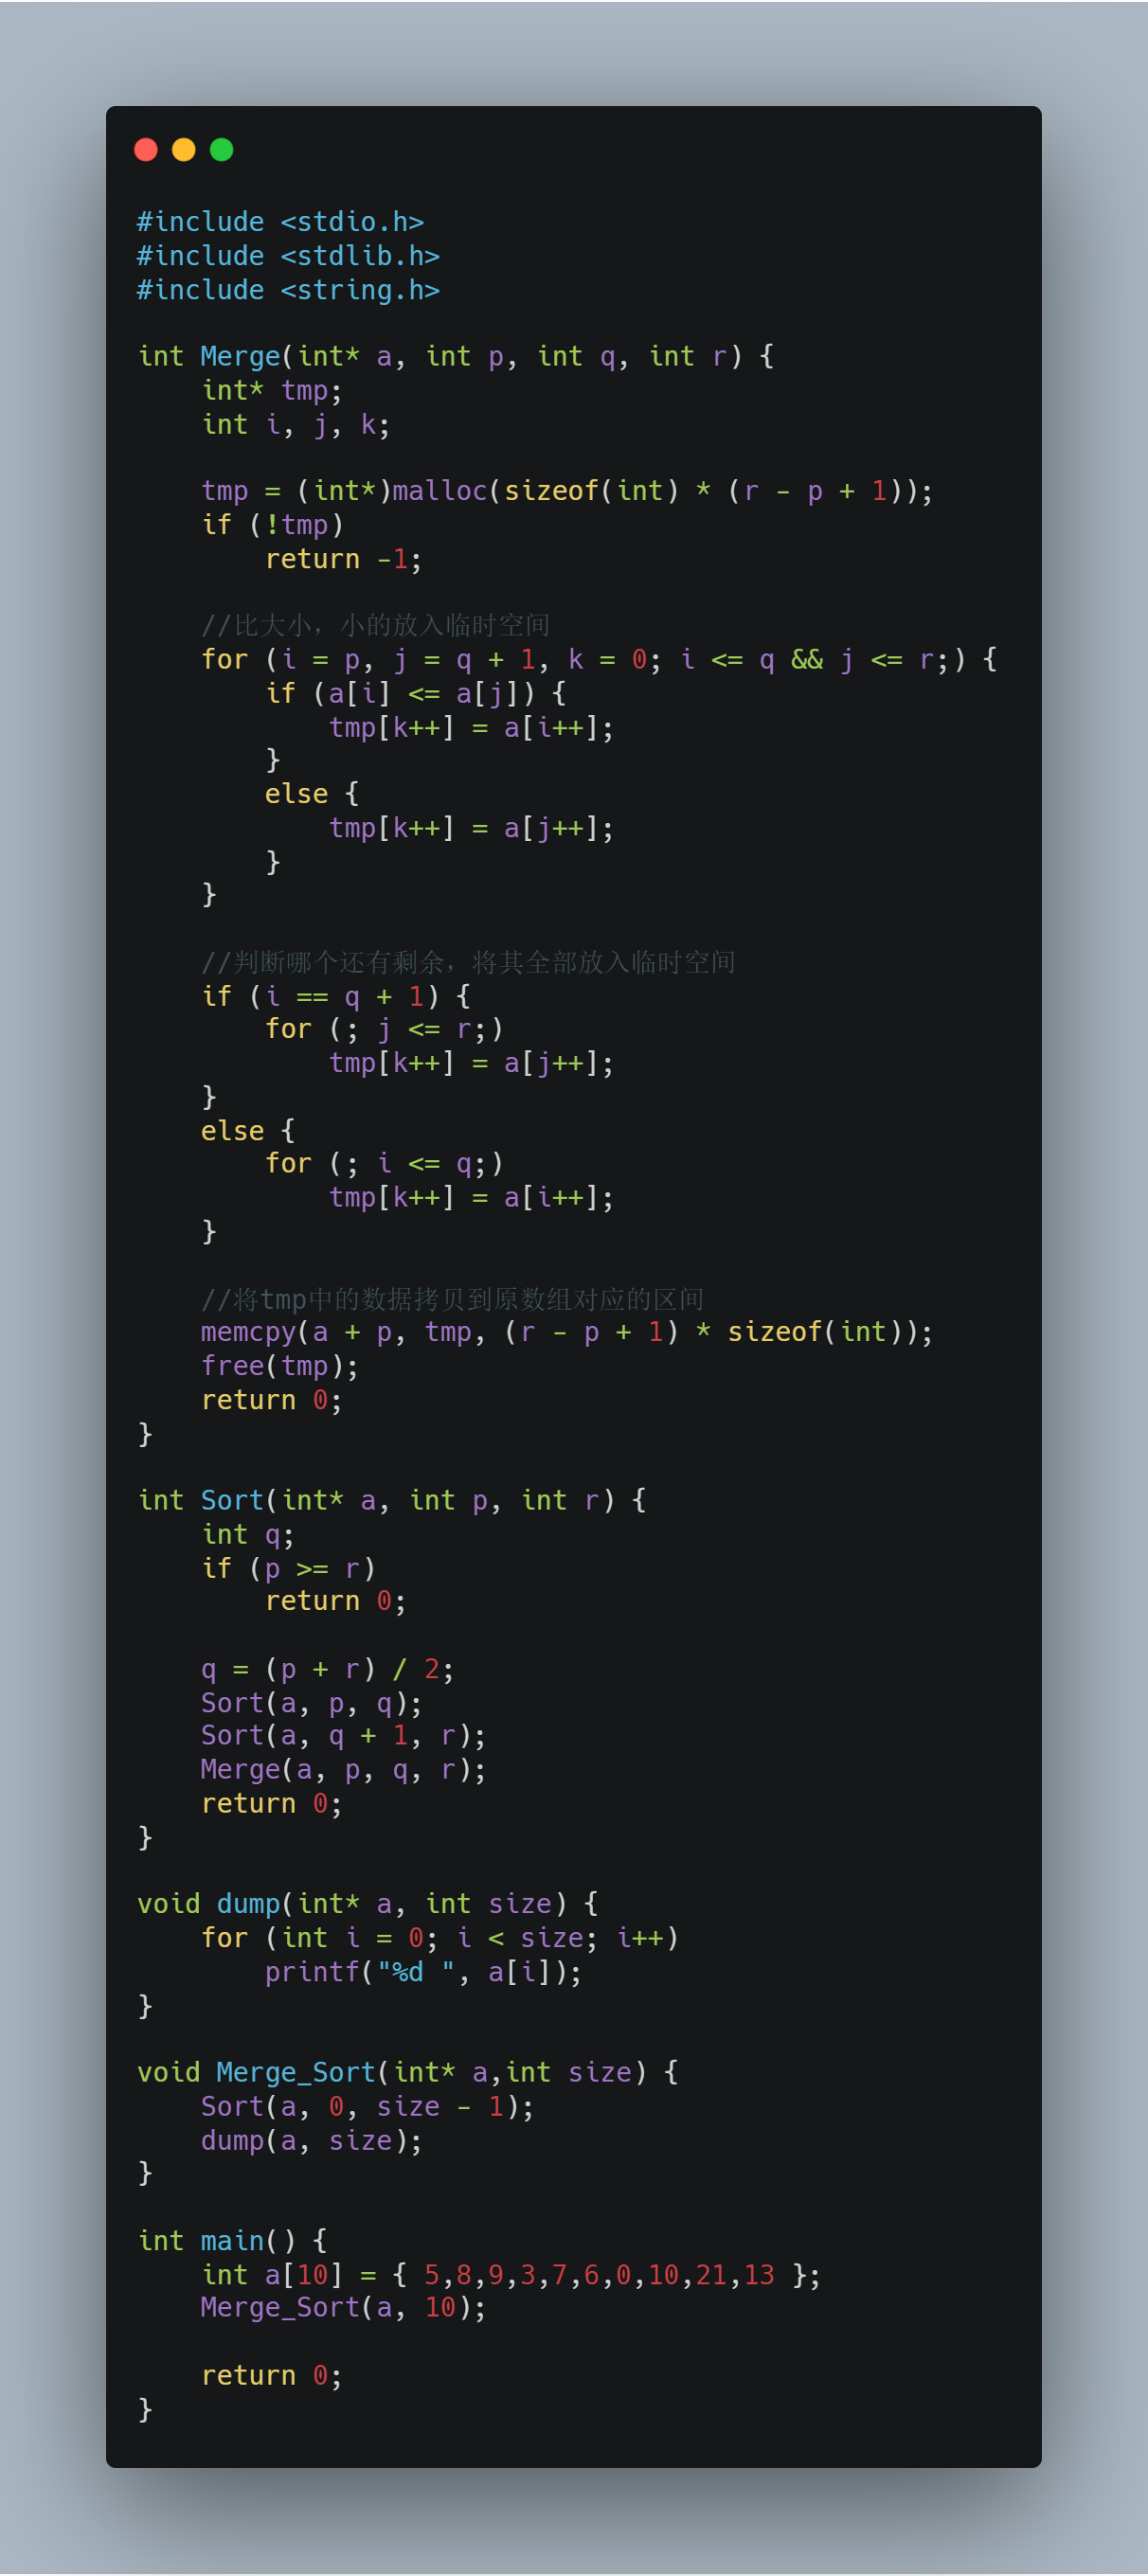 #include <stdio.h>
#include <stdlib.h>
#include <string.h>

int Merge(int* a, int p, int q, int r) {
    int* tmp;
    int i, j, k;

    tmp = (int*)malloc(sizeof(int) * (r - p + 1));
    if (!tmp)
        return -1;

    //比大小，小的放入临时空间
    for (i = p, j = q + 1, k = 0; i <= q && j <= r;) {
        if (a[i] <= a[j]) {
            tmp[k++] = a[i++];
        }
        else {
            tmp[k++] = a[j++];
        }
    }

    //判断哪个还有剩余，将其全部放入临时空间
    if (i == q + 1) {
        for (; j <= r;)
            tmp[k++] = a[j++];
    }
    else {
        for (; i <= q;)
            tmp[k++] = a[i++];
    }

    //将tmp中的数据拷贝到原数组对应的区间
    memcpy(a + p, tmp, (r - p + 1) * sizeof(int));
    free(tmp);
    return 0;
}

int Sort(int* a, int p, int r) {
    int q;
    if (p >= r)
        return 0;

    q = (p + r) / 2;
    Sort(a, p, q);
    Sort(a, q + 1, r);
    Merge(a, p, q, r);
    return 0;
}

void dump(int* a, int size) {
    for (int i = 0; i < size; i++)
        printf("%d ", a[i]);
}

void Merge_Sort(int* a,int size) {
    Sort(a, 0, size - 1);
    dump(a, size);
}

int main() {
    int a[10] = { 5,8,9,3,7,6,0,10,21,13 };
    Merge_Sort(a, 10);

    return 0;
}